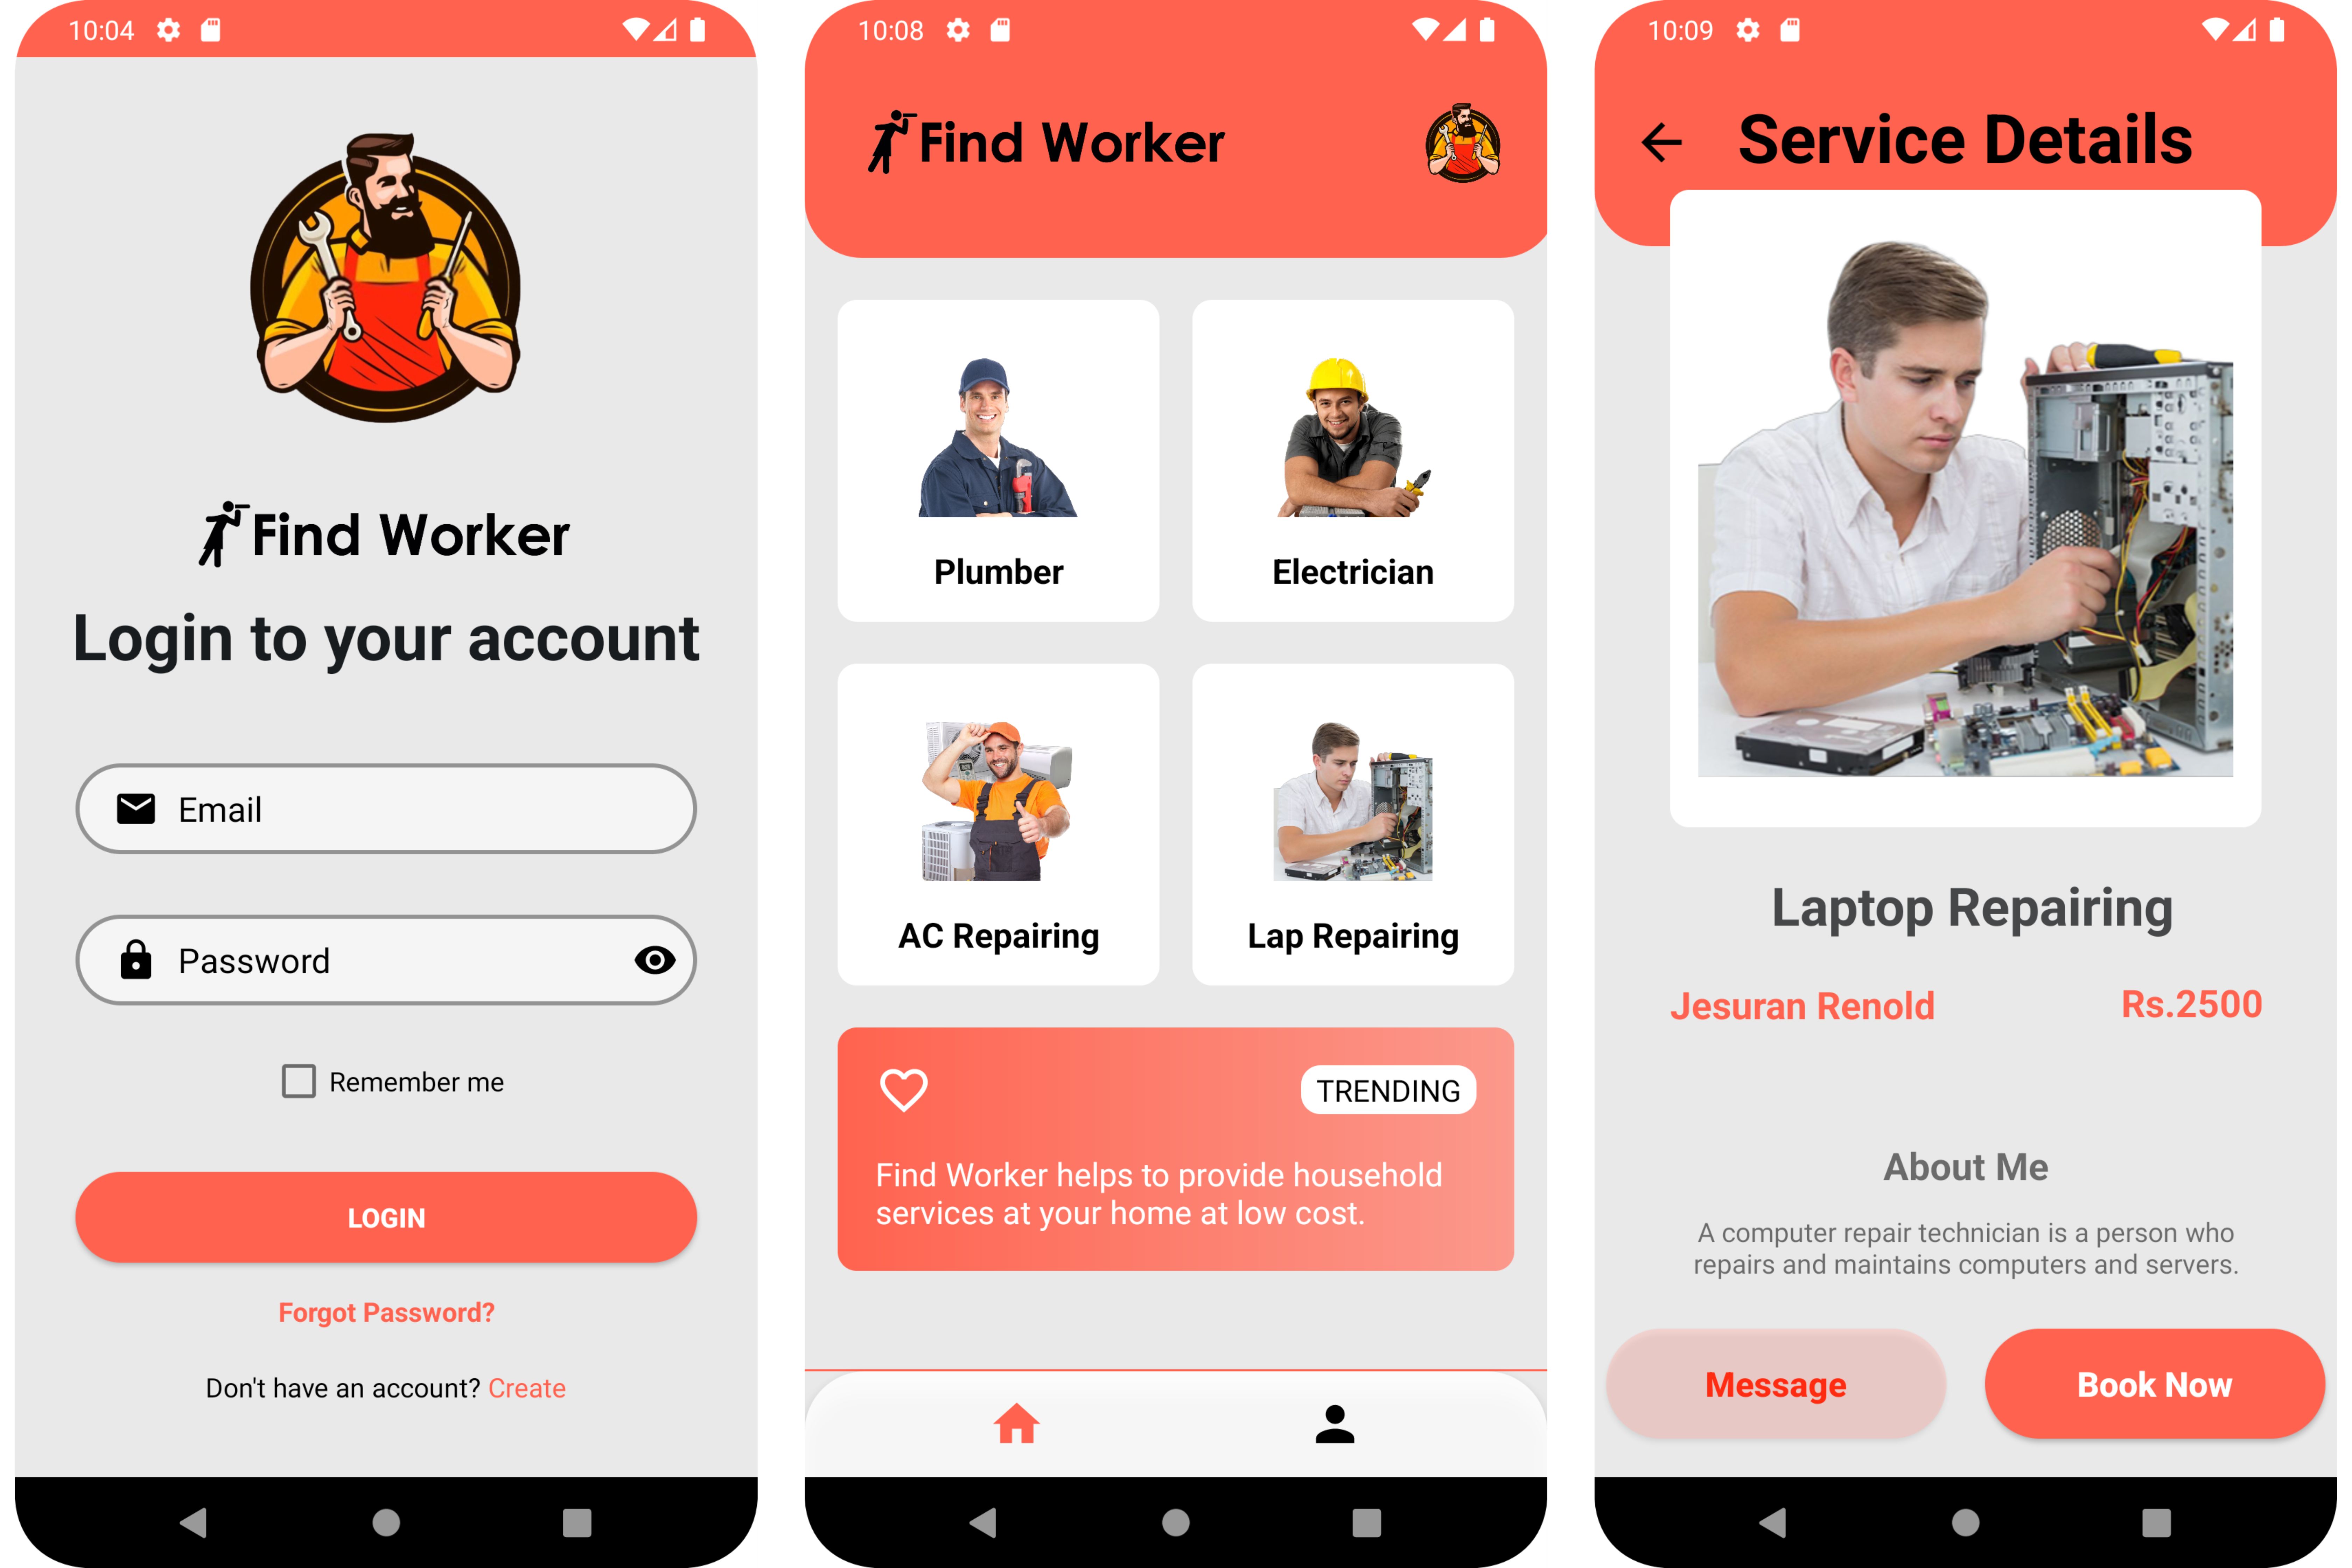 10:04
Find Worker
Login to your account
Email
Password
Remember me
LOGIN
Forgot Password?
Don't have an account? Create
10:08
Find Worker
Plumber
Electrician
AC Repairing
Lap Repairing
TRENDING
Find Worker helps to provide household
services at your home at low cost.
10:09
Service Details
Laptop Repairing
Jesuran Renold
Rs.2500
About Me
A computer repair technician is a person who
repairs and maintains computers and servers.
Message
Book Now